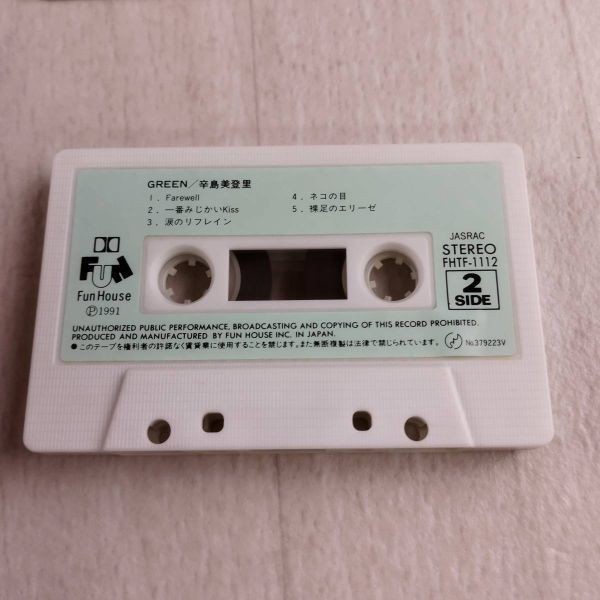 GREEN／辛島美登里
1. Farewell
2. 一番みじかいKiss
3. 涙のリフレイン
4. ネコの目
5. 裸足のエリーゼ
FUN
Fun House
Ⓟ1991
JASRAC
STEREO
FHTF-1112
2
SIDE
UNAUTHORIZED PUBLIC PERFORMANCE, BROADCASTING AND COPYING OF THIS RECORD PROHIBITED.
PRODUCED AND MANUFACTURED BY FUN HOUSE INC. IN JAPAN.
●このテープを権利者の許諾なく賃貸業に使用することを禁じます。また無断複製は法律で禁じられています。
No.379223V